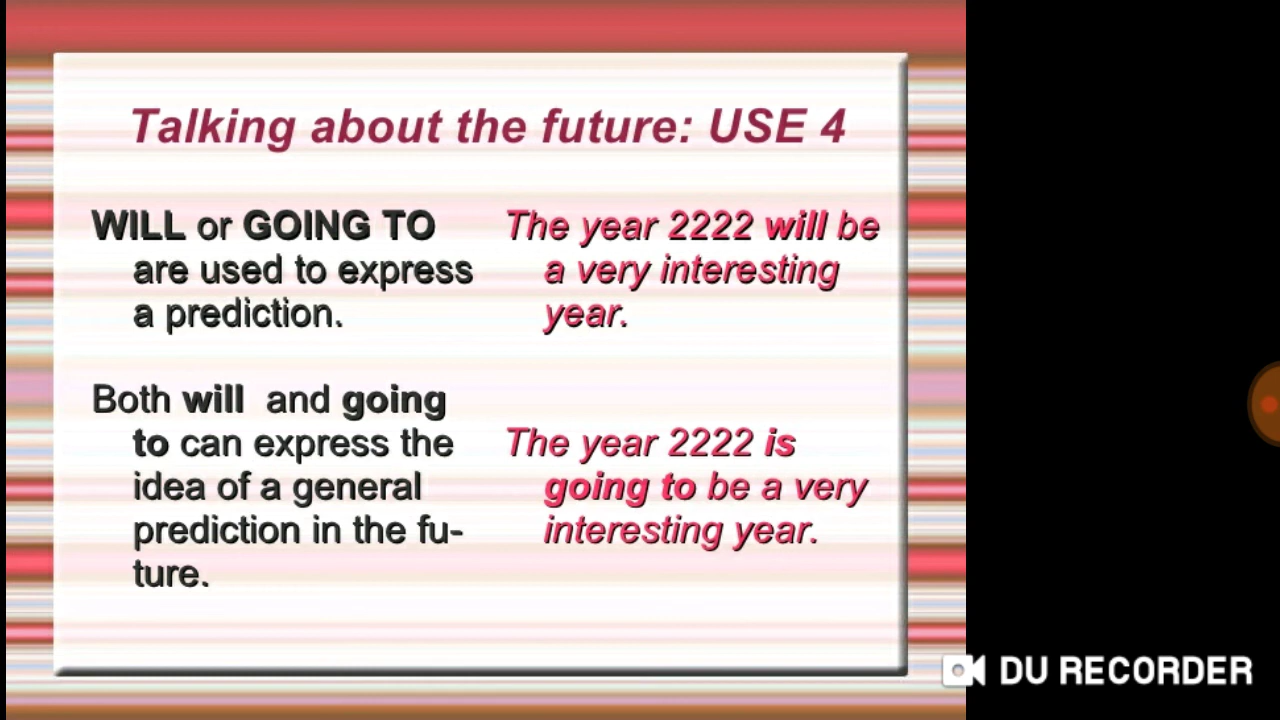 Talking about the future: USE 4
WILL or GOING TO
are used to express
a prediction.
Both will and going
to can express the
idea of a general
prediction in the fu-
ture.
The year 2222 will be
a very interesting
year.
The year 2222 is
going to be a very
interesting year.
DU RECORDER